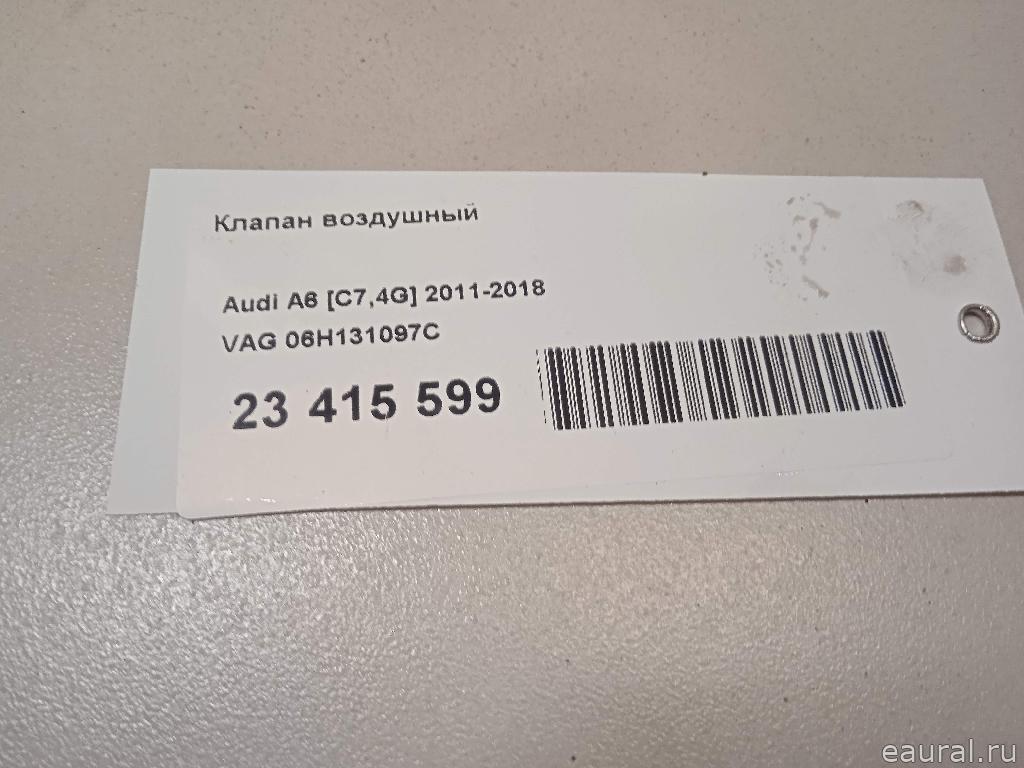 Клапан воздушный
Audi A6 [C7,4G] 2011-2018
VAG 06H131097C
23 415 599
eaural.ru